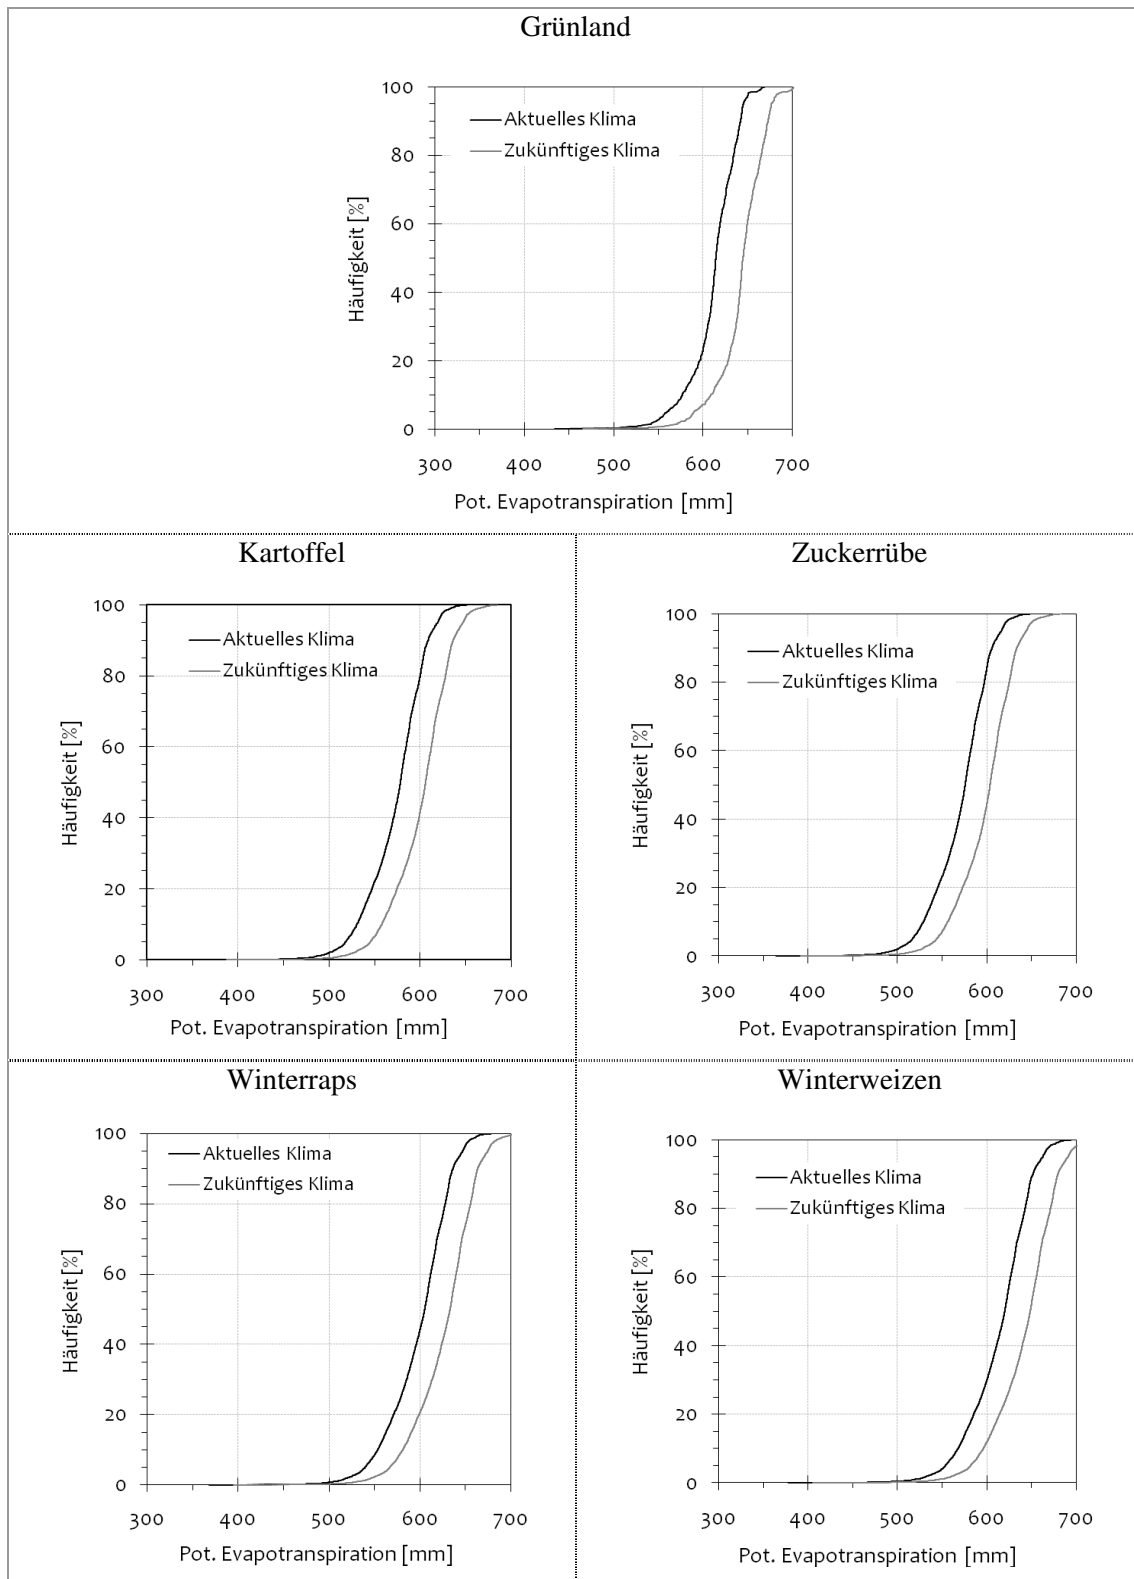 Grünland
100
80
60
40
20
0
Häufigkeit [%]
Aktuelles Klima
Zukünftiges Klima
300 400 500 600 700
Pot. Evapotranspiration [mm]
Kartoffel
100
80
60
40
20
0
Häufigkeit [%]
Aktuelles Klima
Zukünftiges Klima
300 400 500 600 700
Pot. Evapotranspiration [mm]
Zuckerrübe
100
80
60
40
20
0
Häufigkeit [%]
Aktuelles Klima
Zukünftiges Klima
300 400 500 600 700
Pot. Evapotranspiration [mm]
Winterraps
100
80
60
40
20
0
Häufigkeit [%]
Aktuelles Klima
Zukünftiges Klima
300 400 500 600 700
Pot. Evapotranspiration [mm]
Winterweizen
100
80
60
40
20
0
Häufigkeit [%]
Aktuelles Klima
Zukünftiges Klima
300 400 500 600 700
Pot. Evapotranspiration [mm]